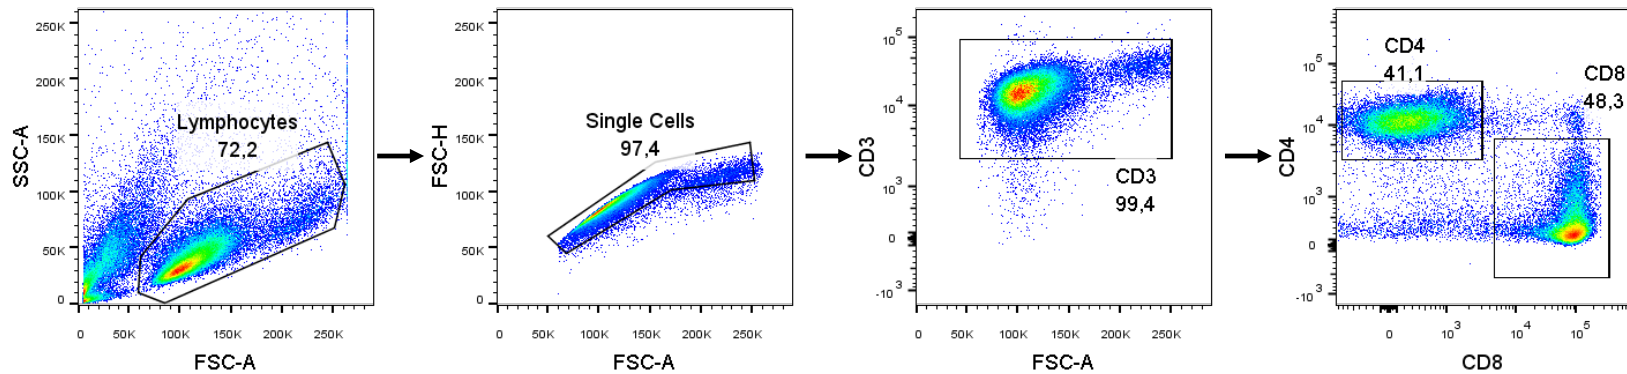 250K
200K
150K
100K
50K
0
SSC-A
Lymphocytes
72,2
0
50K
100K
150K
200K
250K
FSC-A
250K
200K
150K
100K
50K
0
FSC-H
Single Cells
97,4
0
50K
100K
150K
200K
250K
FSC-A
10^5
10^4
10^3
0
-10^3
CD3
CD3
99,4
0
50K
100K
150K
200K
250K
FSC-A
10^5
10^4
10^3
0
-10^3
CD4
CD4
41,1
CD8
48,3
0
10^3
10^4
10^5
CD8